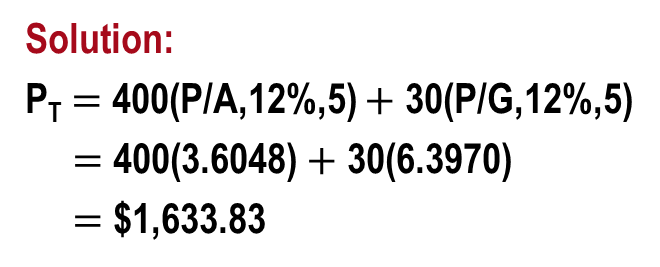 Solution:
P_T = 400(P/A,12%,5) + 30(P/G,12%,5)
= 400(3.6048) + 30(6.3970)
= $1,633.83